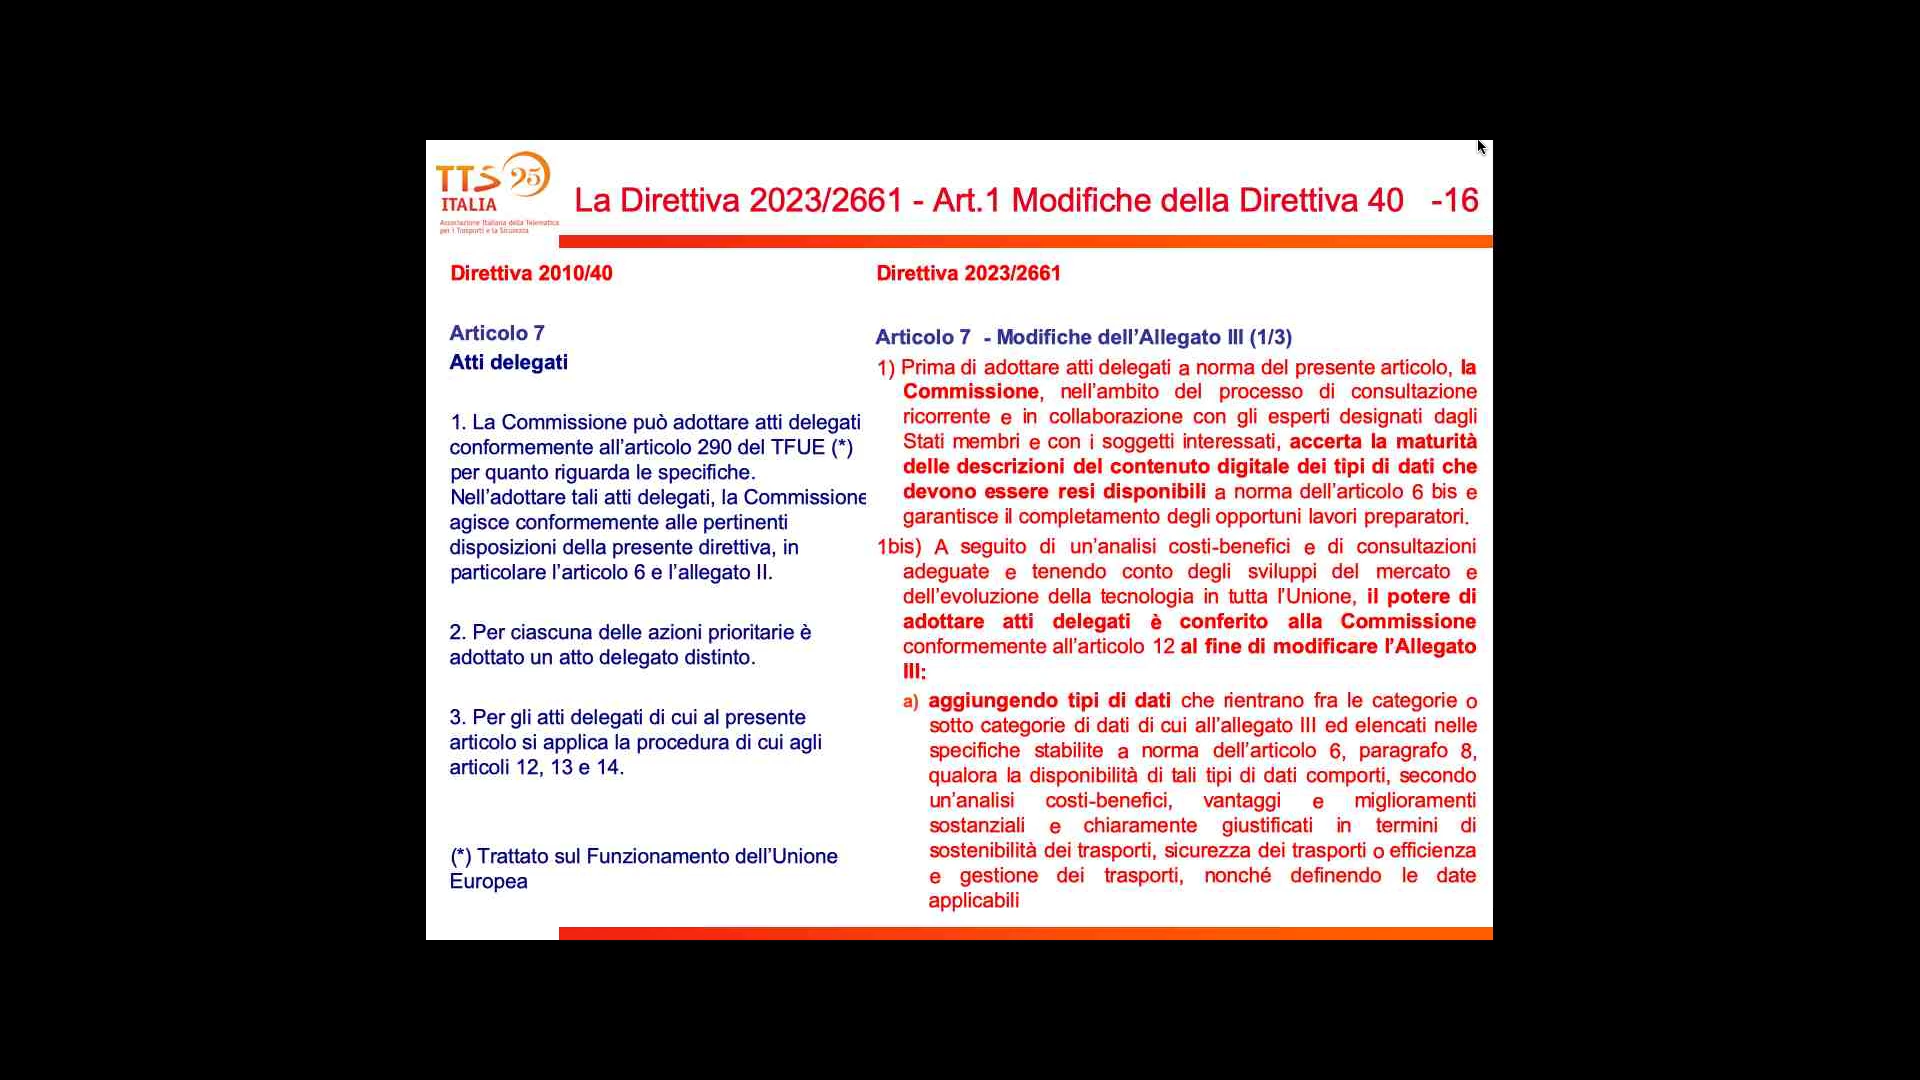 TTS 25
ITALIA
Associazione Italiana della Telematica
per i Trasporti e la Sicurezza
La Direttiva 2023/2661 - Art.1 Modifiche della Direttiva 40 -16
Direttiva 2010/40
Articolo 7
Atti delegati
1. La Commissione può adottare atti delegati
conformemente all’articolo 290 del TFUE (*)
per quanto riguarda le specifiche.
Nell’adottare tali atti delegati, la Commissione
agisce conformemente alle pertinenti
disposizioni della presente direttiva, in
particolare l’articolo 6 e l’allegato II.
2. Per ciascuna delle azioni prioritarie è
adottato un atto delegato distinto.
3. Per gli atti delegati di cui al presente
articolo si applica la procedura di cui agli
articoli 12, 13 e 14.
(*) Trattato sul Funzionamento dell’Unione
Europea
Direttiva 2023/2661
Articolo 7 - Modifiche dell’Allegato III (1/3)
1) Prima di adottare atti delegati a norma del presente articolo, la
Commissione, nell’ambito del processo di consultazione
ricorrente e in collaborazione con gli esperti designati dagli
Stati membri e con i soggetti interessati, accerta la maturità
delle descrizioni del contenuto digitale dei tipi di dati che
devono essere resi disponibili a norma dell’articolo 6 bis e
garantisce il completamento degli opportuni lavori preparatori.
1bis) A seguito di un’analisi costi-benefici e di consultazioni
adeguate e tenendo conto degli sviluppi del mercato e
dell’evoluzione della tecnologia in tutta l’Unione, il potere di
adottare atti delegati è conferito alla Commissione
conformemente all’articolo 12 al fine di modificare l’Allegato
III:
a) aggiungendo tipi di dati che rientrano fra le categorie o
sotto categorie di dati di cui all’allegato III ed elencati nelle
specifiche stabilite a norma dell’articolo 6, paragrafo 8,
qualora la disponibilità di tali tipi di dati comporti, secondo
un’analisi costi-benefici, vantaggi e miglioramenti
sostanziali e chiaramente giustificati in termini di
sostenibilità dei trasporti, sicurezza dei trasporti o efficienza
e gestione dei trasporti, nonché definendo le date
applicabili